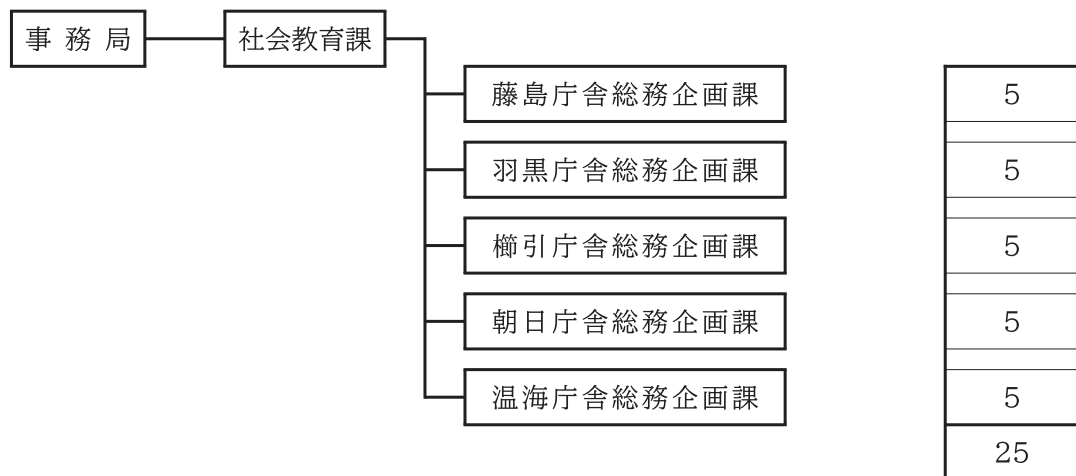 事務局 社会教育課
藤島庁舎総務企画課 5
羽黒庁舎総務企画課 5
櫛引庁舎総務企画課 5
朝日庁舎総務企画課 5
温海庁舎総務企画課 5
25